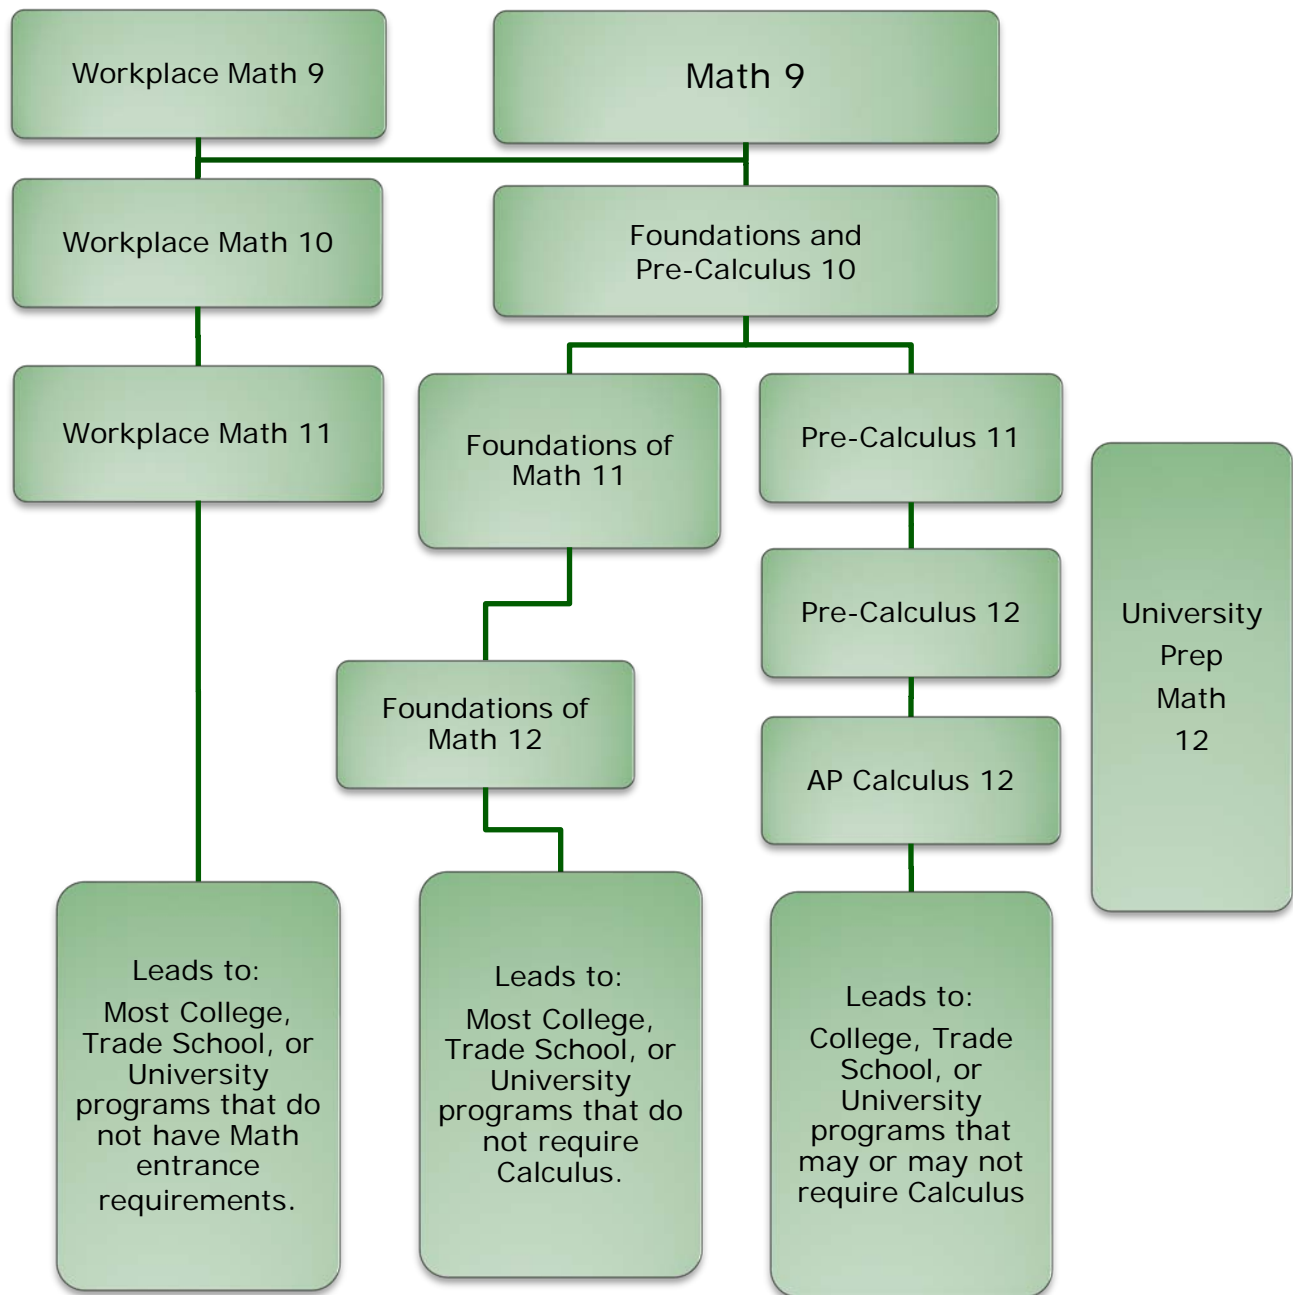 Workplace Math 9
Math 9
Workplace Math 10
Foundations and
Pre-Calculus 10
Workplace Math 11
Foundations of
Math 11
Pre-Calculus 11
Pre-Calculus 12
University
Prep
Math
12
Foundations of
Math 12
AP Calculus 12
Leads to:
Most College,
Trade School, or
University
programs that do
not have Math
entrance
requirements.
Leads to:
Most College,
Trade School, or
University
programs that do
not require
Calculus.
Leads to:
College, Trade
School, or
University
programs that
may or may not
require Calculus